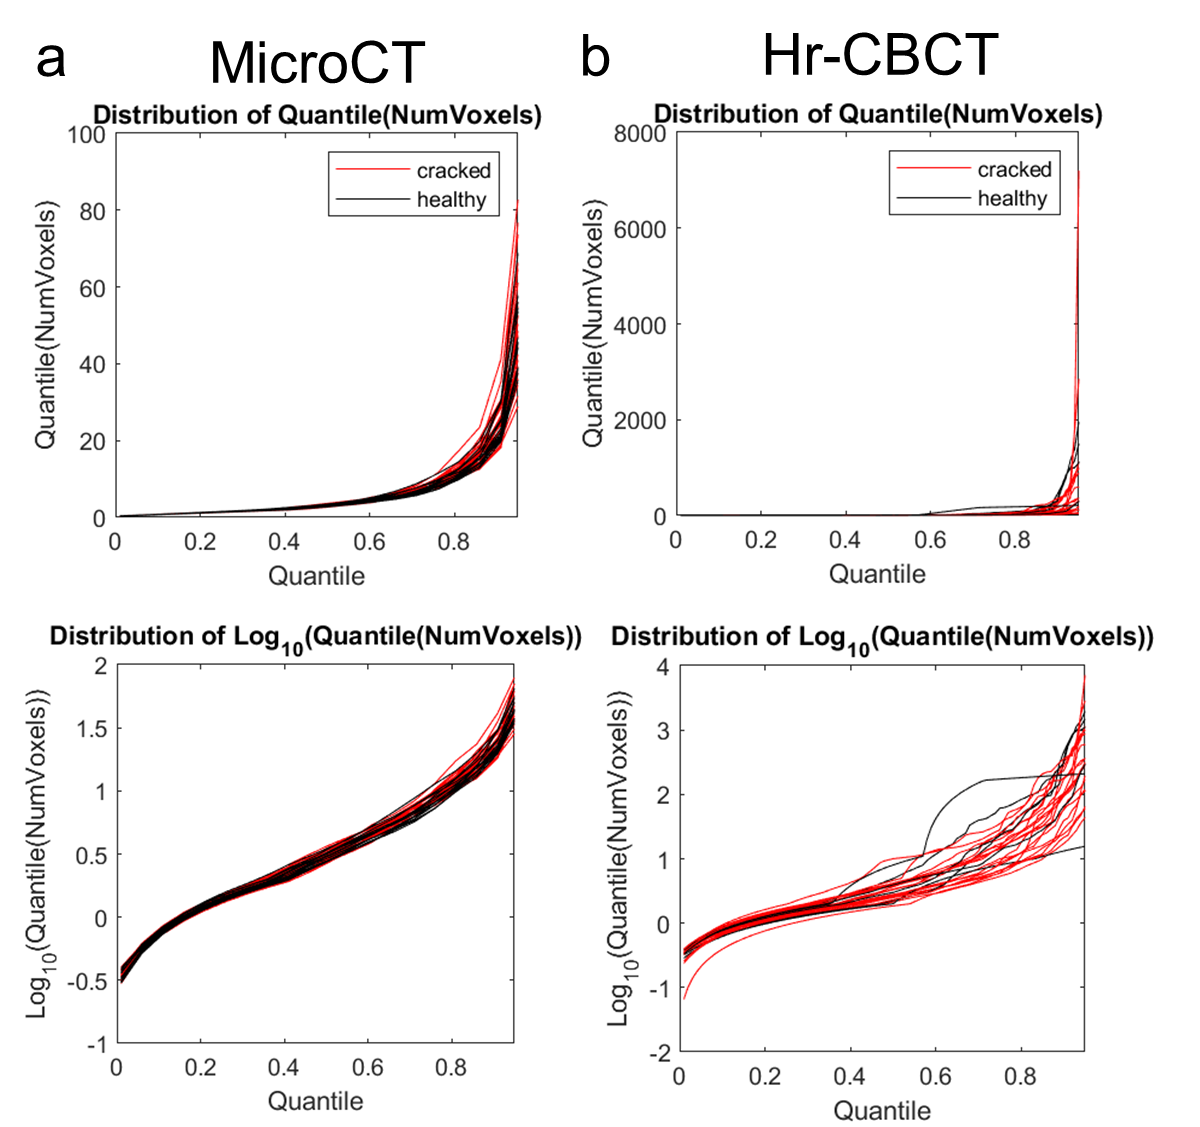 a
MicroCT
Distribution of Quantile(NumVoxels)
100
80
60
40
20
0
0
0.2
0.4
0.6
0.8
Quantile(NumVoxels)
Quantile
cracked
healthy
b
Hr-CBCT
Distribution of Quantile(NumVoxels)
8000
6000
4000
2000
0
0
0.2
0.4
0.6
0.8
Quantile(NumVoxels)
Quantile
cracked
healthy
Distribution of Log₁₀(Quantile(NumVoxels))
2
1.5
1
0.5
0
-0.5
-1
0
0.2
0.4
0.6
0.8
Log₁₀(Quantile(NumVoxels))
Quantile
Distribution of Log₁₀(Quantile(NumVoxels))
4
3
2
1
0
-1
-2
0
0.2
0.4
0.6
0.8
Log₁₀(Quantile(NumVoxels))
Quantile